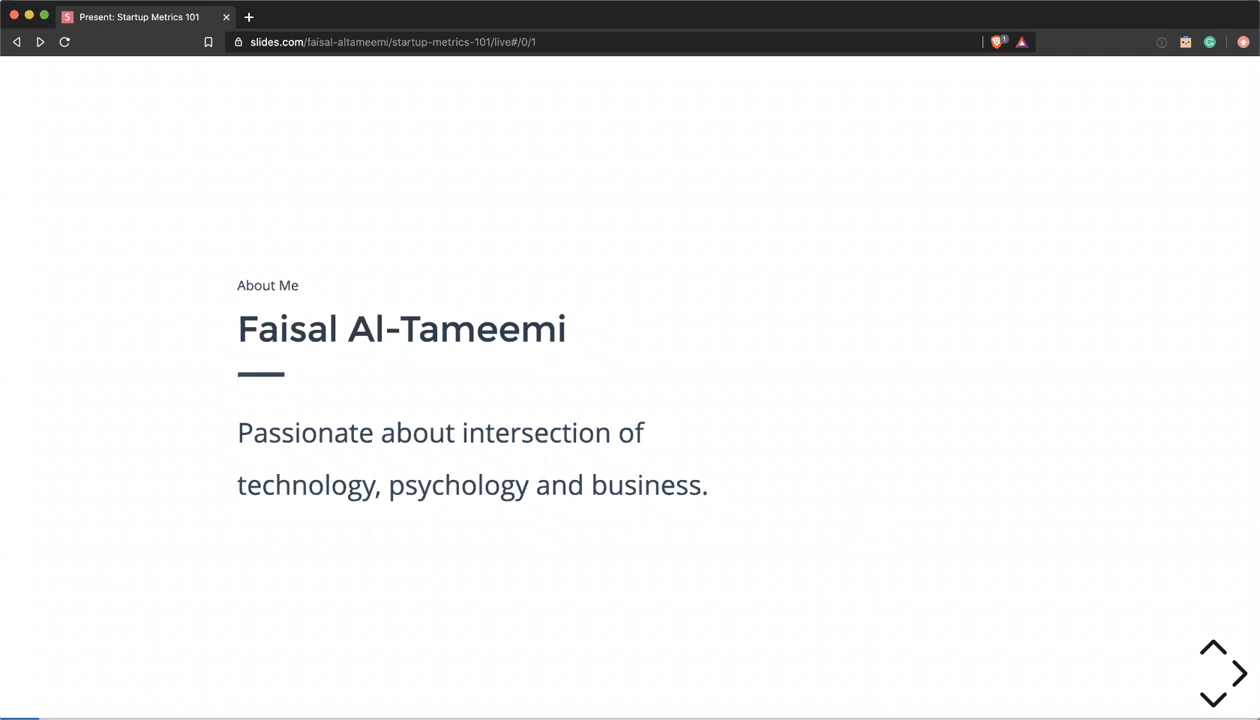 Present: Startup Metrics 101
slides.com/faisal-altameemi/startup-metrics-101/live#/0/1
1
About Me
Faisal Al-Tameemi
Passionate about intersection of
technology, psychology and business.